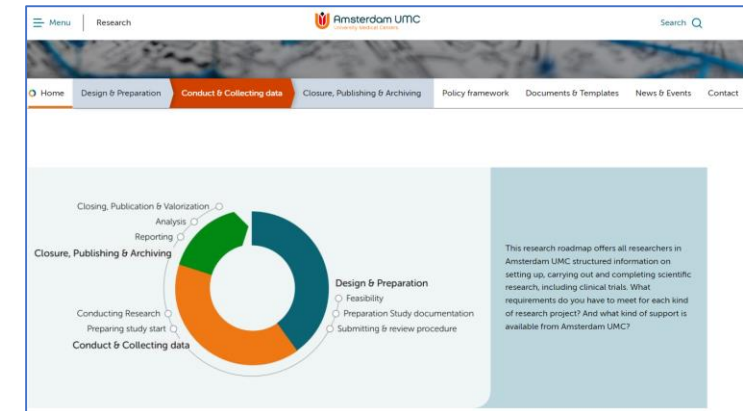 Menu
Research
Amsterdam UMC
University Medical Centers
Search
Home
Design & Preparation
Conduct & Collecting data
Closure, Publishing & Archiving
Policy framework
Documents & Templates
News & Events
Contact
Closing, Publication & Valorization
Analysis
Reporting
Closure, Publishing & Archiving
Conducting Research
Preparing study start
Conduct & Collecting data
Design & Preparation
Feasibility
Preparation Study documentation
Submitting & review procedure
This research roadmap offers all researchers in
Amsterdam UMC structured information on
setting up, carrying out and completing scientific
research, including clinical trials. What
requirements do you have to meet for each kind
of research project? And what kind of support is
available from Amsterdam UMC?